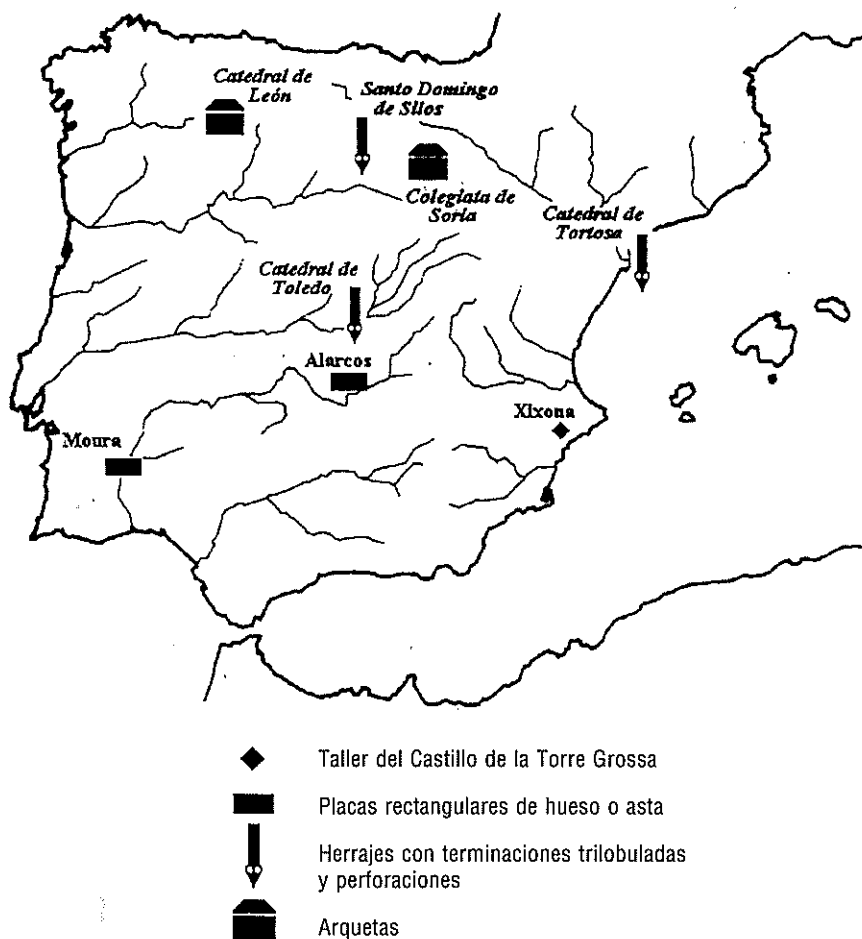 Catedral de
León
Santo Domingo
de Silos
Colegiata de
Soria
Catedral de
Tortosa
Catedral de
Toledo
Alarcos
Xixona
Moura
Taller del Castillo de la Torre Grossa
Placas rectangulares de hueso o asta
Herrajes con terminaciones trilobuladas
y perforaciones
Arquetas